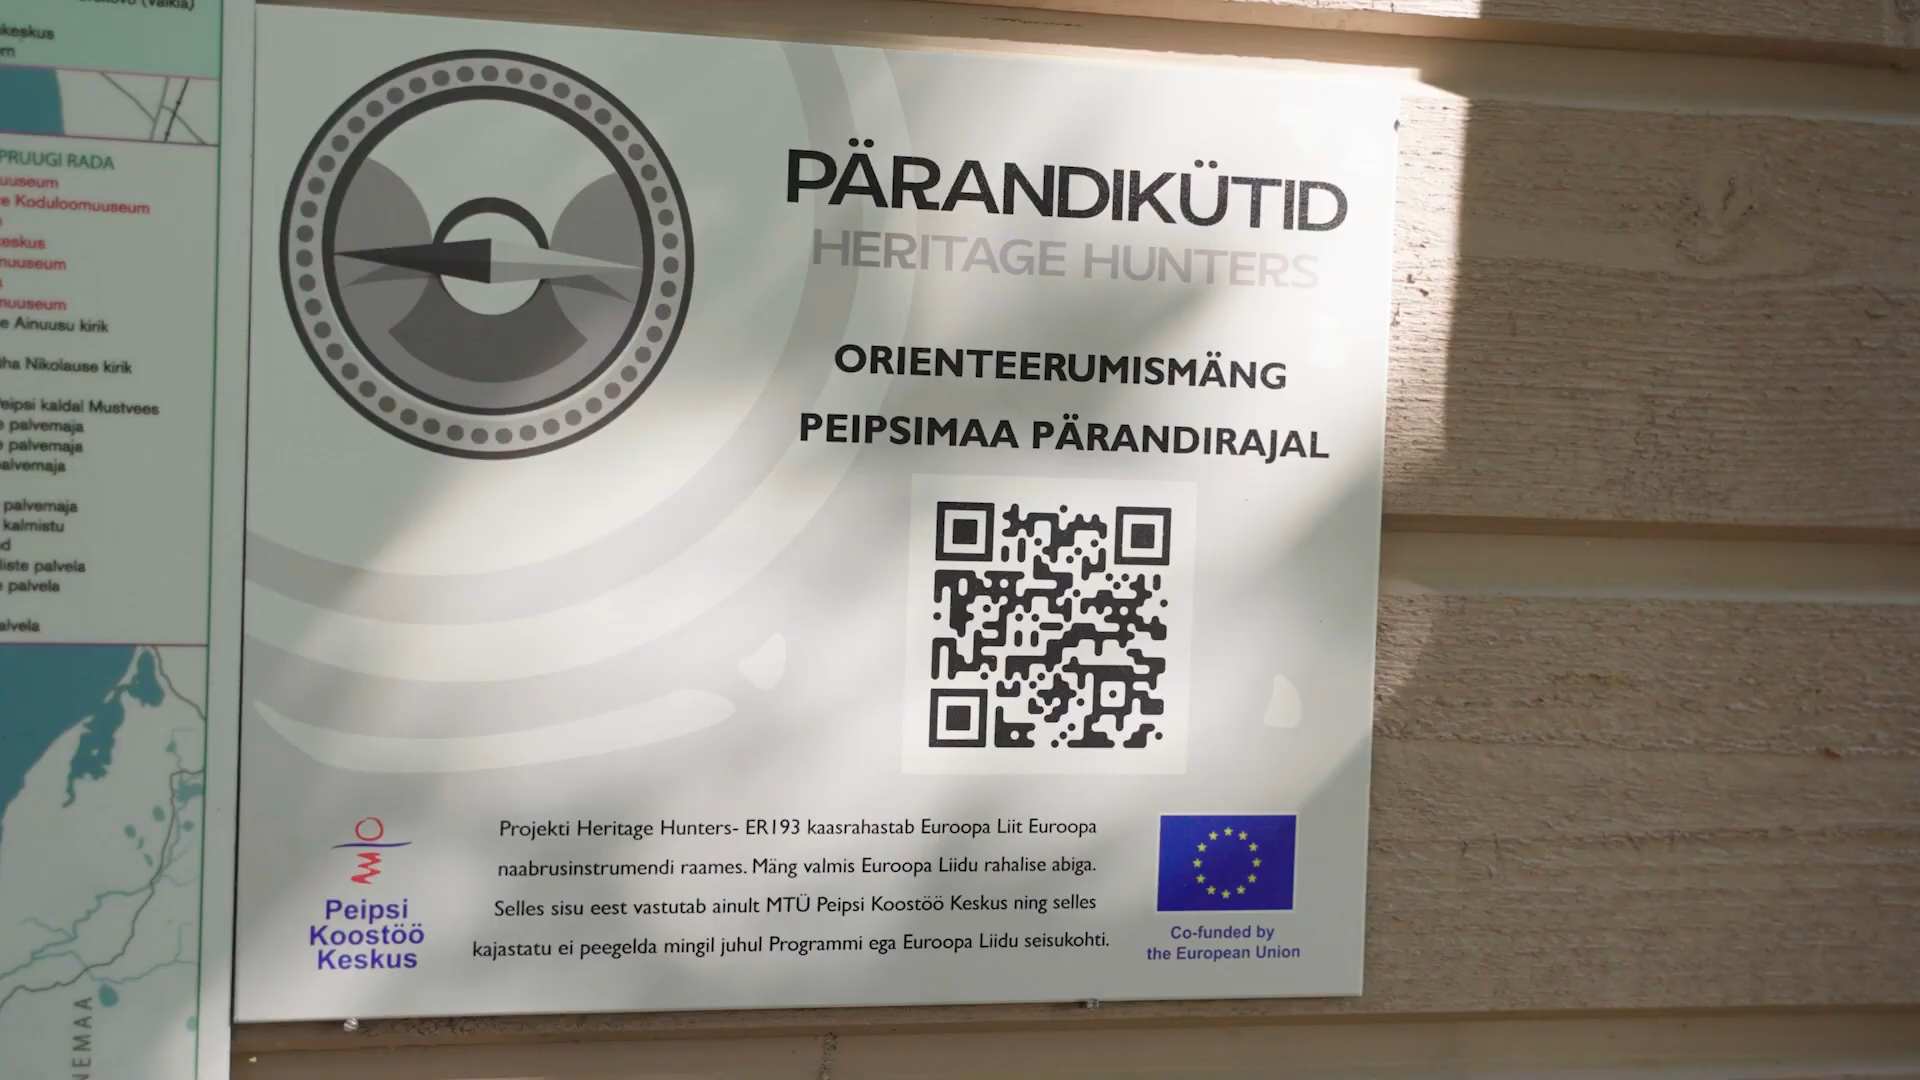 PRUUGI RADA
Koduloomuuseum
Ainuusu kirik
Nikolause kirik
kaldal Mustvees
palvemaja
palvemaja
palvemaja
kalmistu
palvela
palvela
PÄRANDIKÜTID
HERITAGE HUNTERS
ORIENTEERUMISMÄNG
PEIPSIMAA PÄRANDIRAJAL
Projekti Heritage Hunters- ER193 kaasrahastab Euroopa Liit Euroopa
naabrusinstrumendi raames. Mäng valmis Euroopa Liidu rahalise abiga.
Selles sisu eest vastutab ainult MTÜ Peipsi Koostöö Keskus ning selles
kajastatu ei peegelda mingil juhul Programmi ega Euroopa Liidu seisukohti.
Peipsi
Koostöö
Keskus
Co-funded by
the European Union